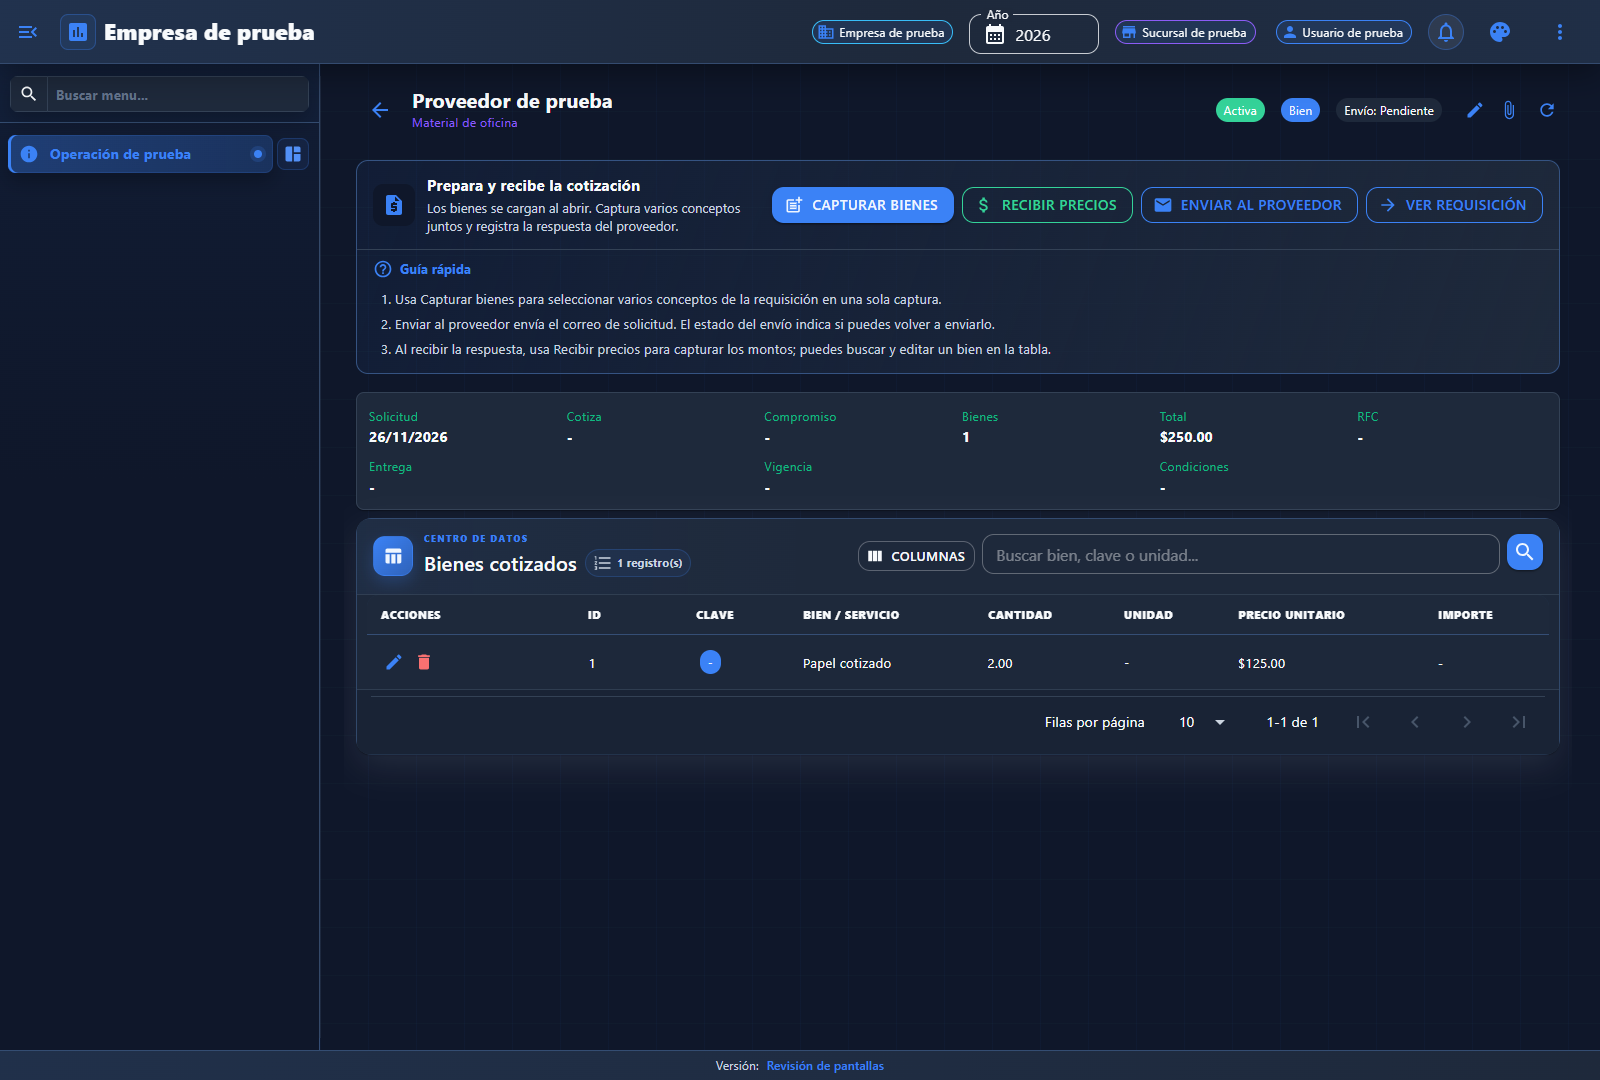 Empresa de prueba
Empresa de prueba
Año
2026
Sucursal de prueba
Usuario de prueba
Buscar menu...
Operación de prueba
Proveedor de prueba
Material de oficina
Activa
Bien
Envío: Pendiente
Prepara y recibe la cotización
Los bienes se cargan al abrir. Captura varios conceptos
juntos y registra la respuesta del proveedor.
CAPTURAR BIENES
RECIBIR PRECIOS
ENVIAR AL PROVEEDOR
VER REQUISICIÓN
Guía rápida
1. Usa Capturar bienes para seleccionar varios conceptos de la requisición en una sola captura.
2. Enviar al proveedor envía el correo de solicitud. El estado del envío indica si puedes volver a enviarlo.
3. Al recibir la respuesta, usa Recibir precios para capturar los montos; puedes buscar y editar un bien en la tabla.
Solicitud
26/11/2026
Cotiza
-
Compromiso
-
Bienes
1
Total
$250.00
RFC
-
Entrega
-
Vigencia
-
Condiciones
-
CENTRO DE DATOS
Bienes cotizados
1 registro(s)
COLUMNAS
Buscar bien, clave o unidad...
ACCIONES ID CLAVE BIEN / SERVICIO CANTIDAD UNIDAD PRECIO UNITARIO IMPORTE
1 - Papel cotizado 2.00 - $125.00 -
Filas por página 10 1-1 de 1
Versión: Revisión de pantallas